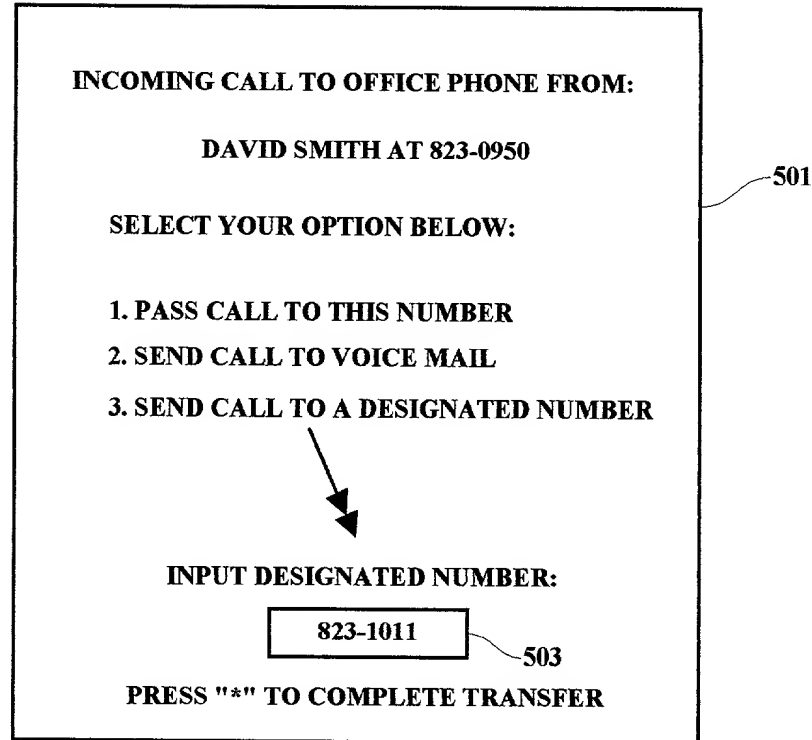 INCOMING CALL TO OFFICE PHONE FROM:
DAVID SMITH AT 823-0950
501
SELECT YOUR OPTION BELOW:
1. PASS CALL TO THIS NUMBER
2. SEND CALL TO VOICE MAIL
3. SEND CALL TO A DESIGNATED NUMBER
INPUT DESIGNATED NUMBER:
823-1011
503
PRESS "*" TO COMPLETE TRANSFER